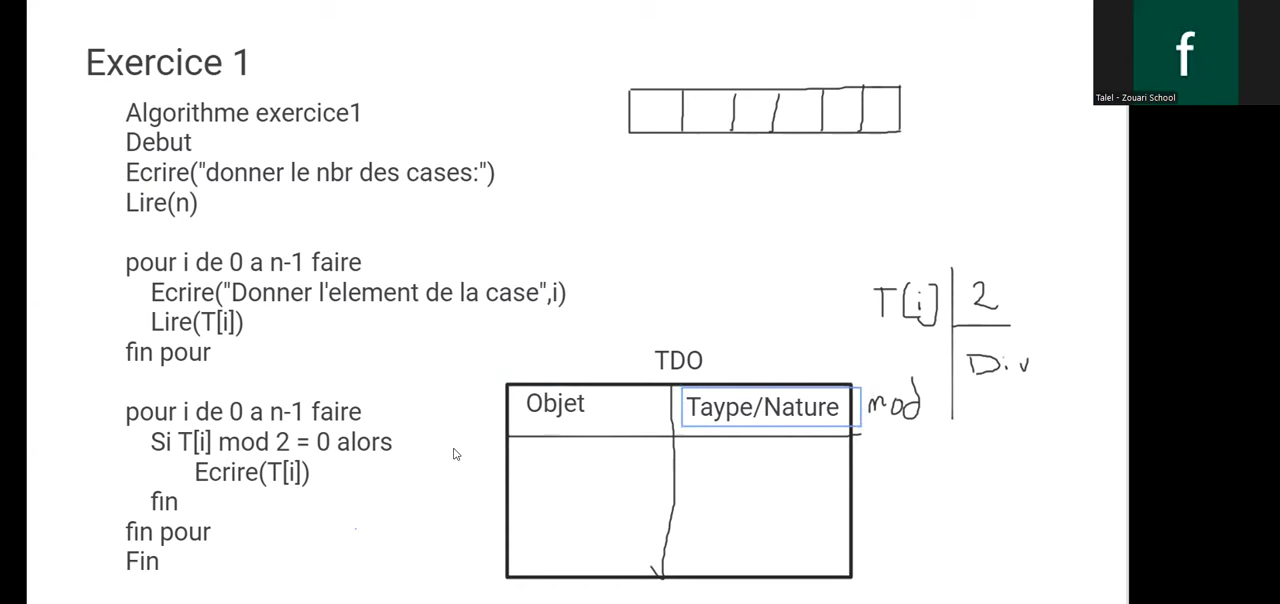 Exercice 1
Algorithme exercice1
Debut
Ecrire("donner le nbr des cases:")
Lire(n)
pour i de 0 a n-1 faire
Ecrire("Donner l'element de la case",i)
Lire(T[i])
fin pour
pour i de 0 a n-1 faire
Si T[i] mod 2 = 0 alors
Ecrire(T[i])
fin
fin pour
Fin
TDO
Objet
Taype/Nature
T[i] 2
Div
mod
f
Talel - Zouari School